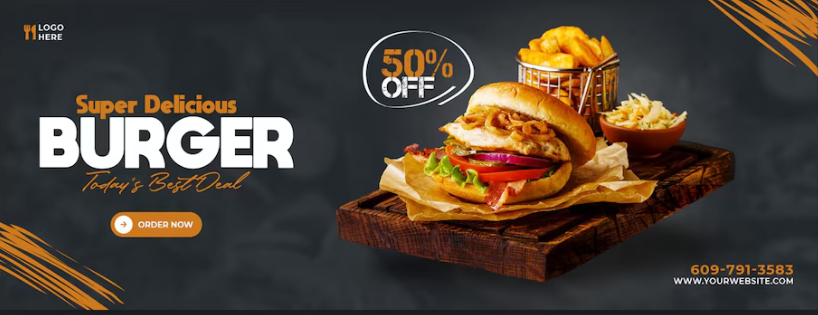 LOGO
HERE
50%
OFF
Super Delicious
BURGER
Today's Best Deal
ORDER NOW
609-791-3583
WWW.YOURWEBSITE.COM